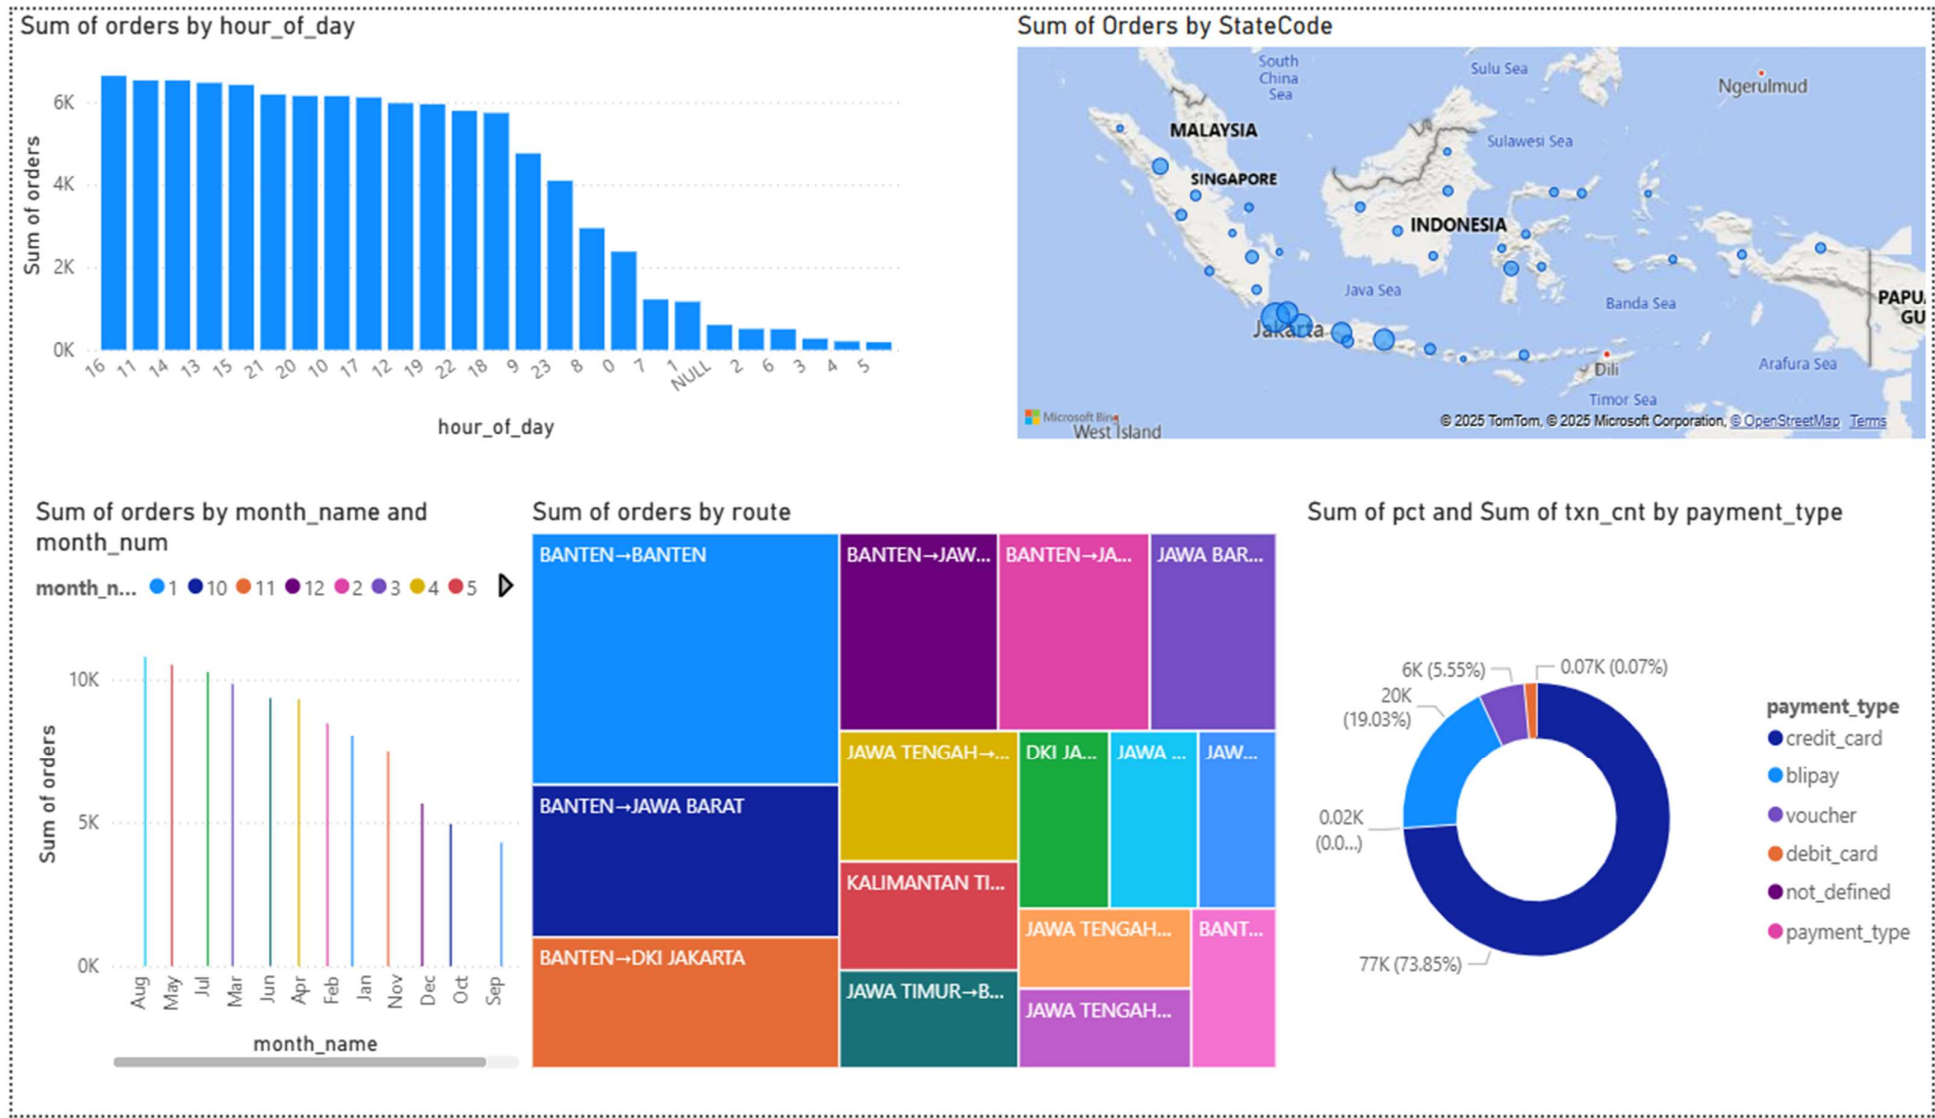 Sum of orders by hour_of_day
Sum of orders
6K
4K
2K
0K
16 11 14 13 15 21 20 10 17 12 19 22 18 9 23 8 0 7 1 NULL 2 6 3 4 5
hour_of_day
Sum of Orders by StateCode
South
China
Sea
Sulu Sea
Ngerulmud
MALAYSIA
Sulawesi Sea
SINGAPORE
INDONESIA
Java Sea
Banda Sea
PAPU
GU
Jakarta
Dili
Arafura Sea
Timor Sea
Microsoft Bing
West Island
© 2025 TomTom, © 2025 Microsoft Corporation, © OpenStreetMap Terms
Sum of orders by month_name and
month_num
month_n... 1 10 11 12 2 3 4 5
Sum of orders
10K
5K
0K
Aug May Jul Mar Jun Apr Feb Jan Nov Dec Oct Sep
month_name
Sum of orders by route
BANTEN→BANTEN
BANTEN→JAWA BARAT
BANTEN→DKI JAKARTA
BANTEN→JAW...
BANTEN→JA...
JAWA BAR...
JAWA TENGAH→...
KALIMANTAN TI...
JAWA TIMUR→B...
DKI JA...
JAWA ...
JAW...
JAWA TENGAH...
BANT...
JAWA TENGAH...
Sum of pct and Sum of txn_cnt by payment_type
6K (5.55%)
0.07K (0.07%)
20K
(19.03%)
0.02K
(0.0...)
77K (73.85%)
payment_type
credit_card
blipay
voucher
debit_card
not_defined
payment_type